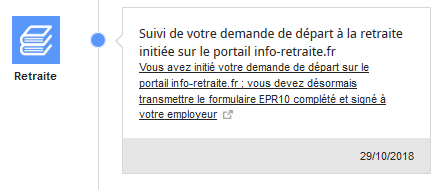 Retraite
Suivi de votre demande de départ à la retraite
initiée sur le portail info-retraite.fr
Vous avez initié votre demande de départ sur le
portail info-retraite.fr ; vous devez désormais
transmettre le formulaire EPR10 complété et signé à
votre employeur
29/10/2018